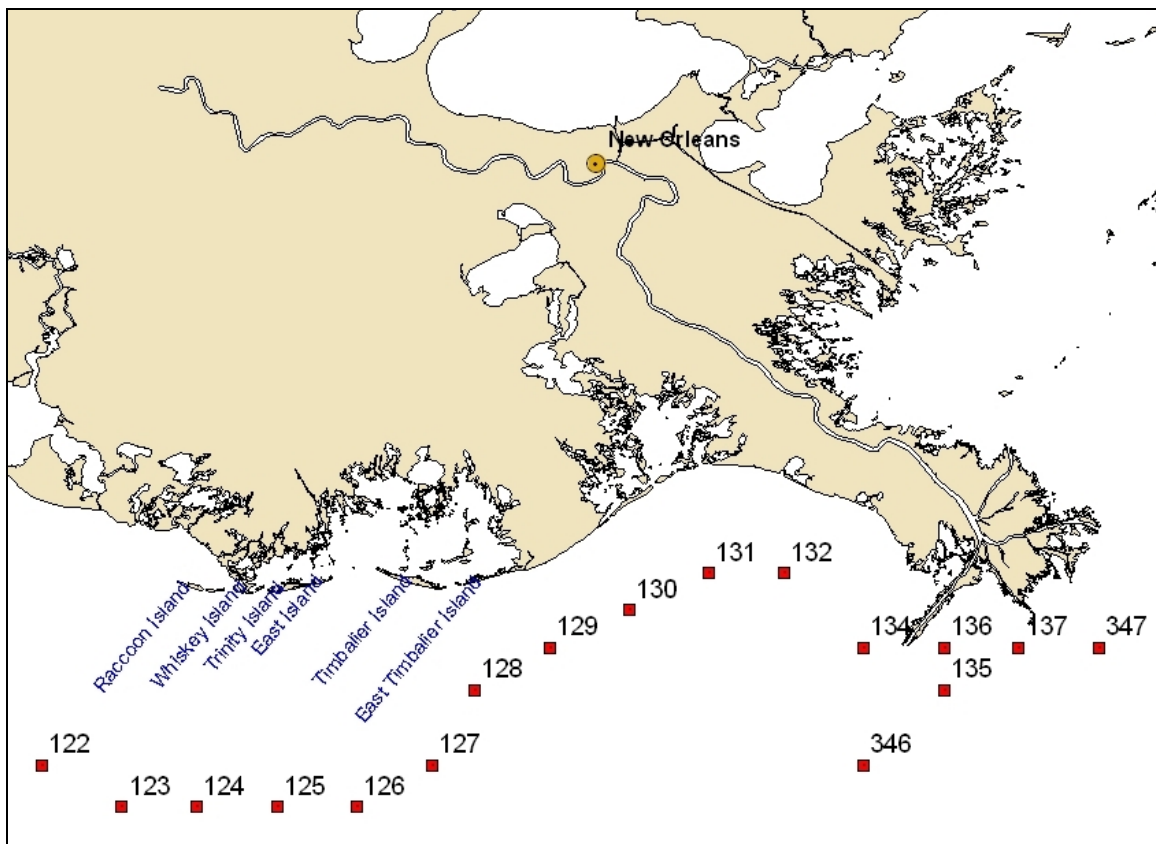 New Orleans
131
132
130
Raccoon Island
Whiskey Island
Trinity Island
East Island
Timbalier Island
East Timbalier Island
129
134
136
137
347
128
135
122
127
346
123
124
125
126